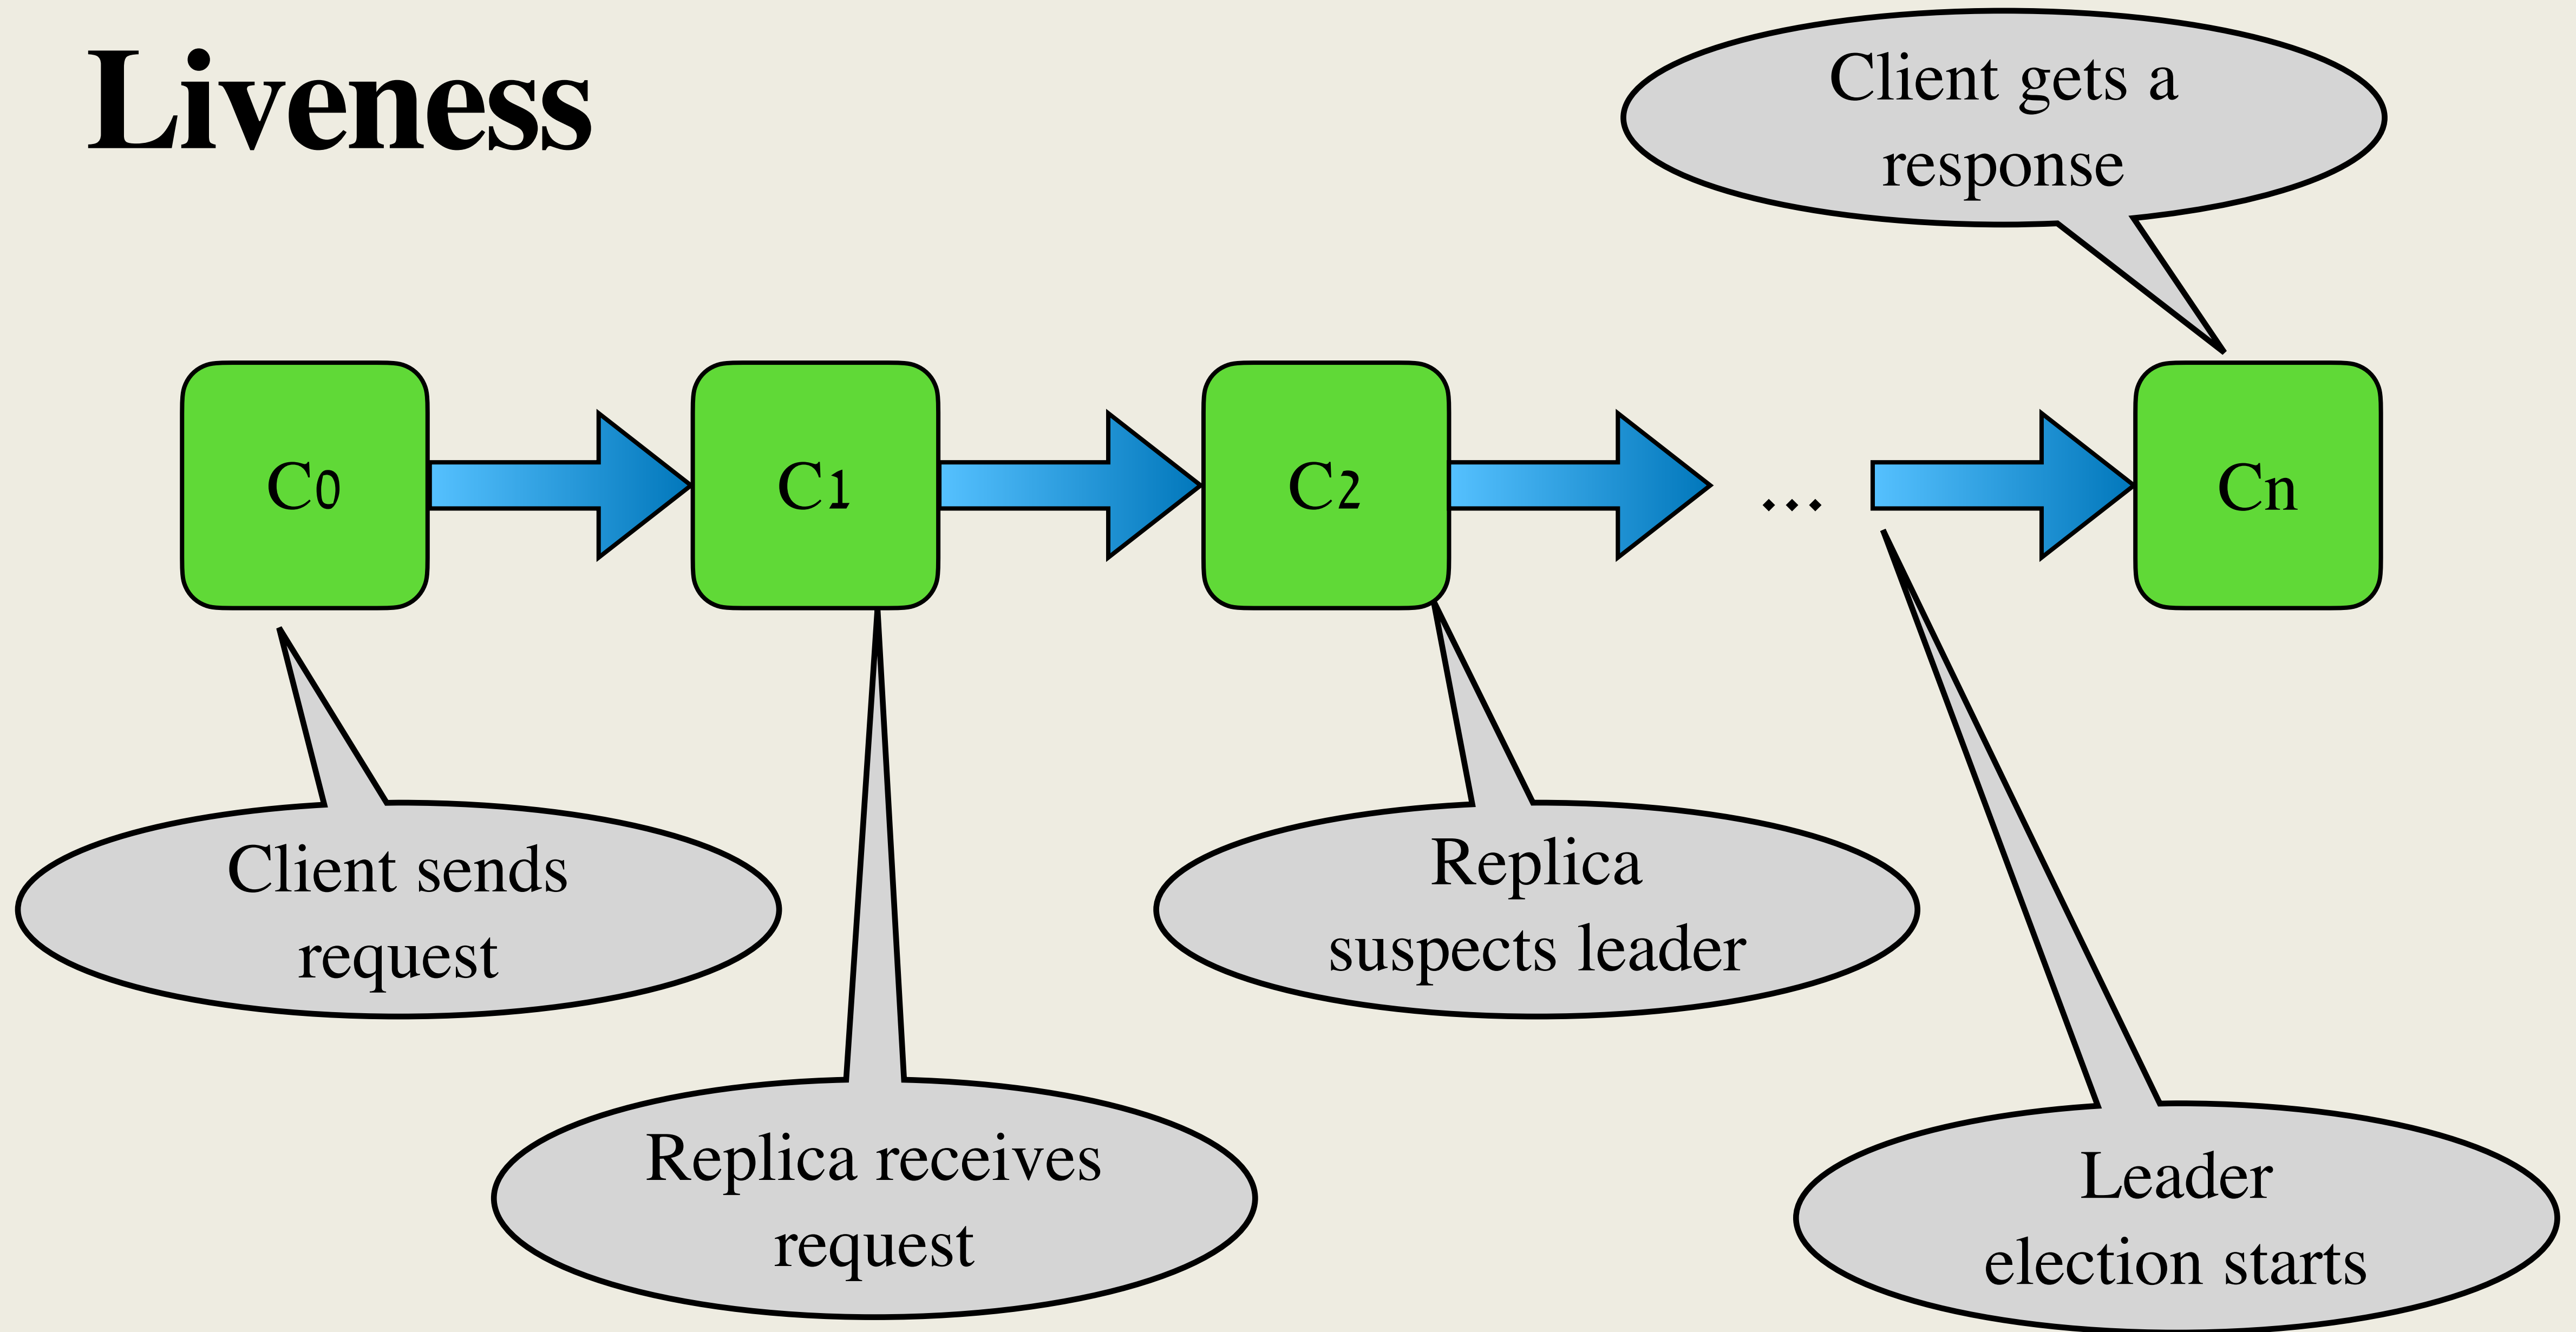 Liveness
Client gets a
response
C0
C1
C2
...
Cn
Client sends
request
Replica
suspects leader
Replica receives
request
Leader
election starts